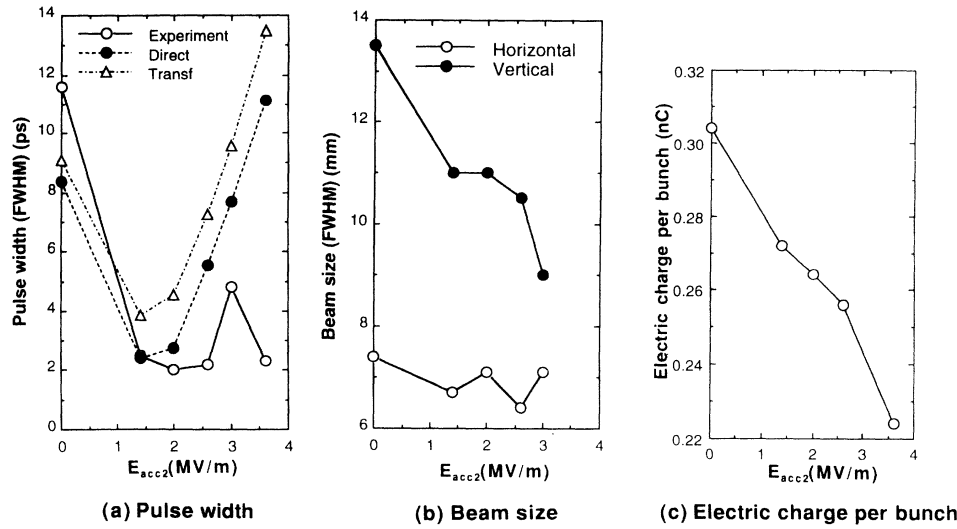 Pulse width (FWHM) (ps)
14
12
10
8
6
4
2
0
Experiment
Direct
Transf
0 1 2 3 4
Eacc2(MV/m)
(a) Pulse width
Beam size (FWHM) (mm)
14
12
10
8
6
Horizontal
Vertical
0 1 2 3 4
Eacc2(MV/m)
(b) Beam size
Electric charge per bunch (nC)
0.32
0.30
0.28
0.26
0.24
0.22
0 1 2 3 4 5
Eacc2(MV/m)
(c) Electric charge per bunch